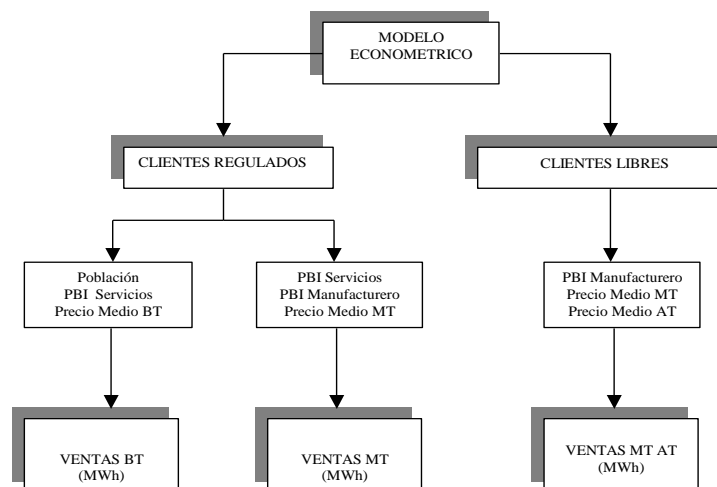 MODELO
ECONOMETRICO
CLIENTES REGULADOS
CLIENTES LIBRES
Población
PBI Servicios
Precio Medio BT
PBI Servicios
PBI Manufacturero
Precio Medio MT
PBI Manufacturero
Precio Medio MT
Precio Medio AT
VENTAS BT
(MWh)
VENTAS MT
(MWh)
VENTAS MT AT
(MWh)